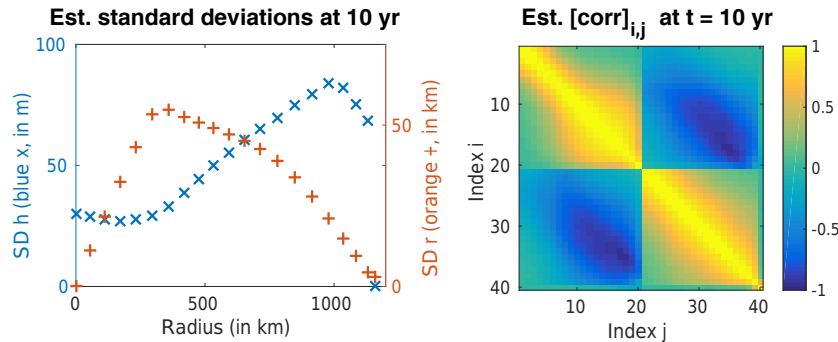 Est. standard deviations at 10 yr
100
50
0
SD h (blue x, in m)
50
0
SD r (orange +, in km)
0 500 1000
Radius (in km)
Est. [corr]i,j at t = 10 yr
10
20
30
40
Index i
10 20 30 40
Index j
1
0.5
0
-0.5
-1